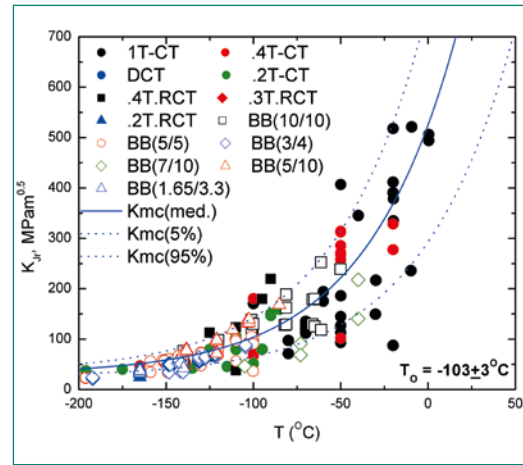 700
600
500
400
300
200
100
0
K_Jr, MPam^0.5
1T-CT .4T-CT
DCT .2T-CT
.4T.RCT .3T.RCT
.2T.RCT BB(10/10)
BB(5/5) BB(3/4)
BB(7/10) BB(5/10)
BB(1.65/3.3)
Kmc(med.)
Kmc(5%)
Kmc(95%)
T_O = -103±3°C
-200 -150 -100 -50 0 50
T (°C)